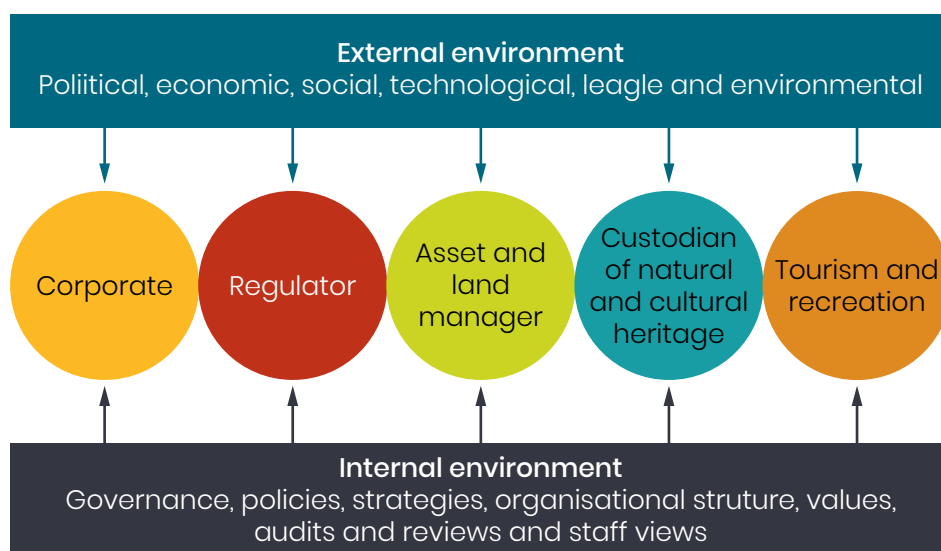 External environment
Poliitical, economic, social, technological, leagle and environmental
Corporate
Regulator
Asset and
land
manager
Custodian
of natural
and cultural
heritage
Tourism and
recreation
Internal environment
Governance, policies, strategies, organisational struture, values,
audits and reviews and staff views